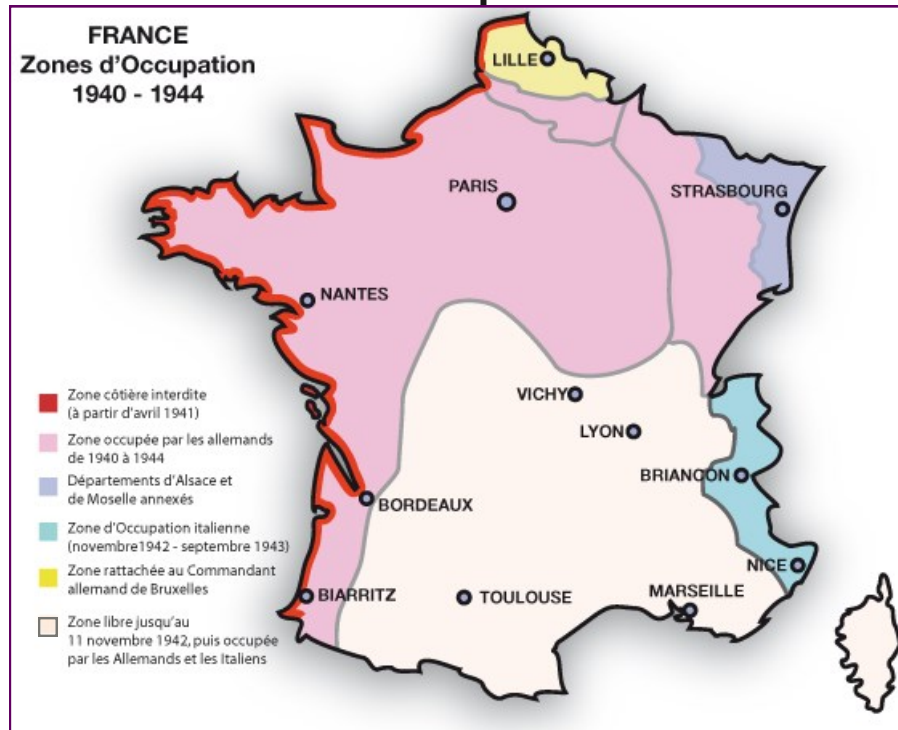 FRANCE
Zones d'Occupation
1940 - 1944
LILLE
PARIS
STRASBOURG
NANTES
VICHY
LYON
BRIANCON
BORDEAUX
NICE
BIARRITZ
TOULOUSE
MARSEILLE
Zone côtière interdite
(à partir d'avril 1941)
Zone occupée par les allemands
de 1940 à 1944
Départements d'Alsace et
de Moselle annexés
Zone d'Occupation italienne
(novembre1942 - septembre 1943)
Zone rattachée au Commandant
allemand de Bruxelles
Zone libre jusqu'au
11 novembre 1942, puis occupée
par les Allemands et les Italiens